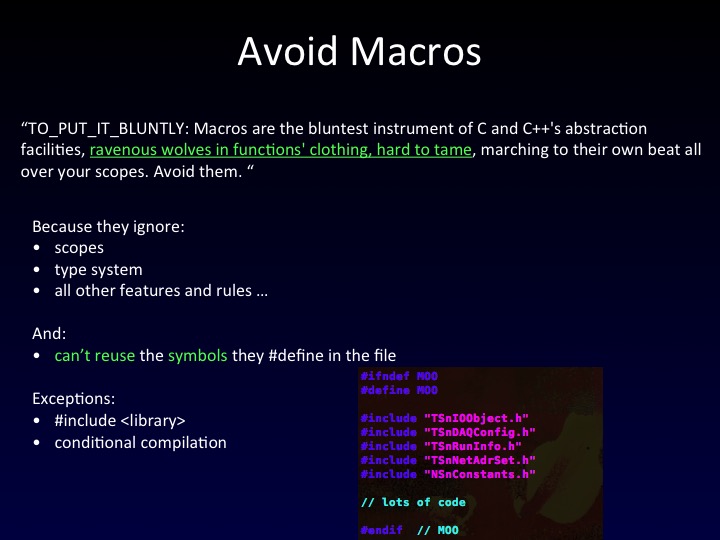 Avoid Macros
“TO_PUT_IT_BLUNTLY: Macros are the bluntest instrument of C and C++'s abstraction
facilities, ravenous wolves in functions' clothing, hard to tame, marching to their own beat all
over your scopes. Avoid them. “
Because they ignore:
• scopes
• type system
• all other features and rules …
And:
• can’t reuse the symbols they #define in the file
Exceptions:
• #include <library>
• conditional compilation
#ifndef MOO
#define MOO
#include "TSnIOObject.h"
#include "TSnDAQConfig.h"
#include "TSnRunInfo.h"
#include "TSnNetAdrSet.h"
#include "NSnConstants.h"
// lots of code
#endif // MOO